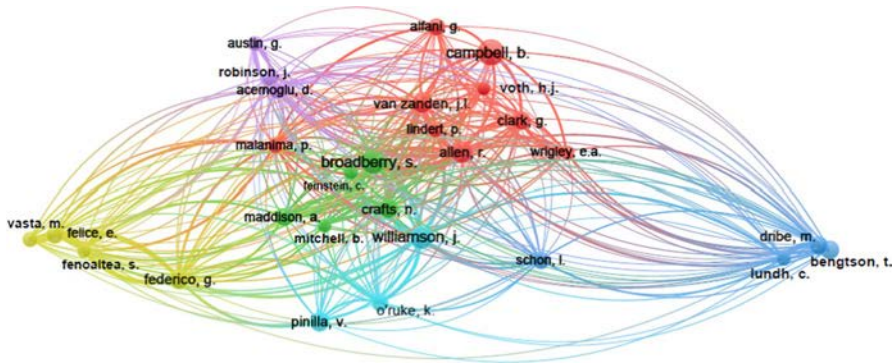 alfani, g.
austin, g.
campbell, b.
robinson, j.
acemoglu, d.
voth, h.j.
van zanden, j.l.
clark, g.
lindert, p.
malanima, p.
allen, r.
wrigley, e.a.
broadberry, s.
feinstein, c.
crafts, n.
maddison, a.
vasta, m.
felice, e.
mitchell, b.
williamson, j.
dribe, m.
fenoaltea, s.
schon, l.
bengtson, t.
federico, g.
lundh, c.
o'ruke, k.
pinilla, v.